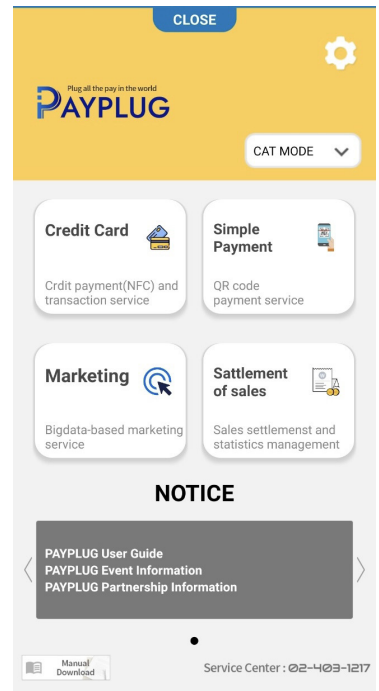 CLOSE
Plug all the pay in the world
PAYPLUG
CAT MODE
Credit Card
Crdit payment(NFC) and
transaction service
Simple
Payment
QR code
payment service
Marketing
Bigdata-based marketing
service
Sattlement
of sales
Sales settlemenst and
statistics management
NOTICE
PAYPLUG User Guide
PAYPLUG Event Information
PAYPLUG Partnership Information
Manual
Download
Service Center : 02-403-1217